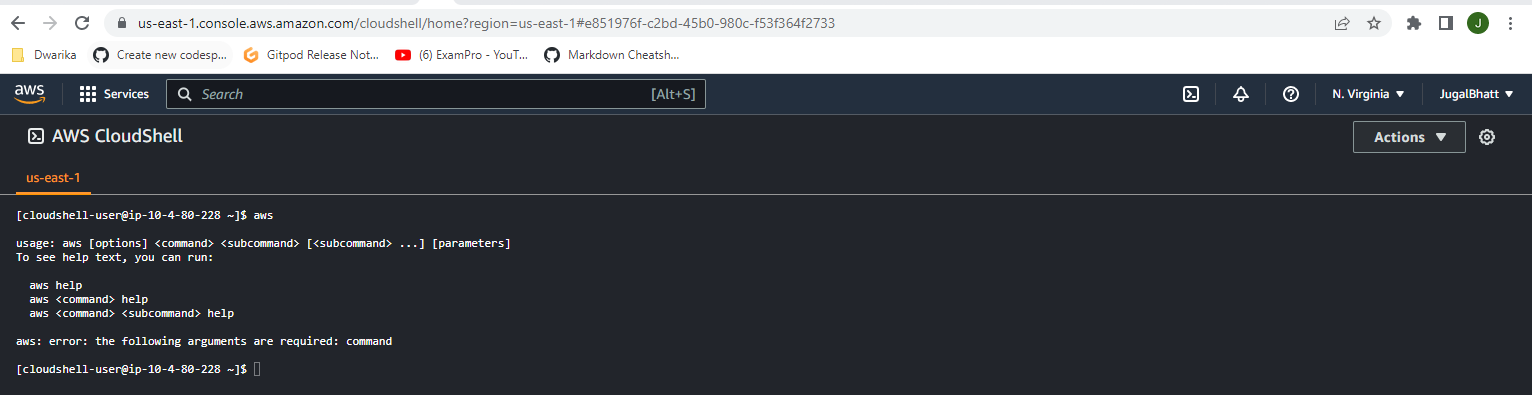 us-east-1.console.aws.amazon.com/cloudshell/home?region=us-east-1#e851976f-c2bd-45b0-980c-f53f364f2733
J
Dwarika Create new codesp... Gitpod Release Not... (6) ExamPro - YouT... Markdown Cheatsh...
aws Services Search [Alt+S] N. Virginia JugalBhatt
AWS CloudShell Actions
us-east-1
[cloudshell-user@ip-10-4-80-228 ~]$ aws
usage: aws [options] <command> <subcommand> [<subcommand> ...] [parameters]
To see help text, you can run:
aws help
aws <command> help
aws <command> <subcommand> help
aws: error: the following arguments are required: command
[cloudshell-user@ip-10-4-80-228 ~]$